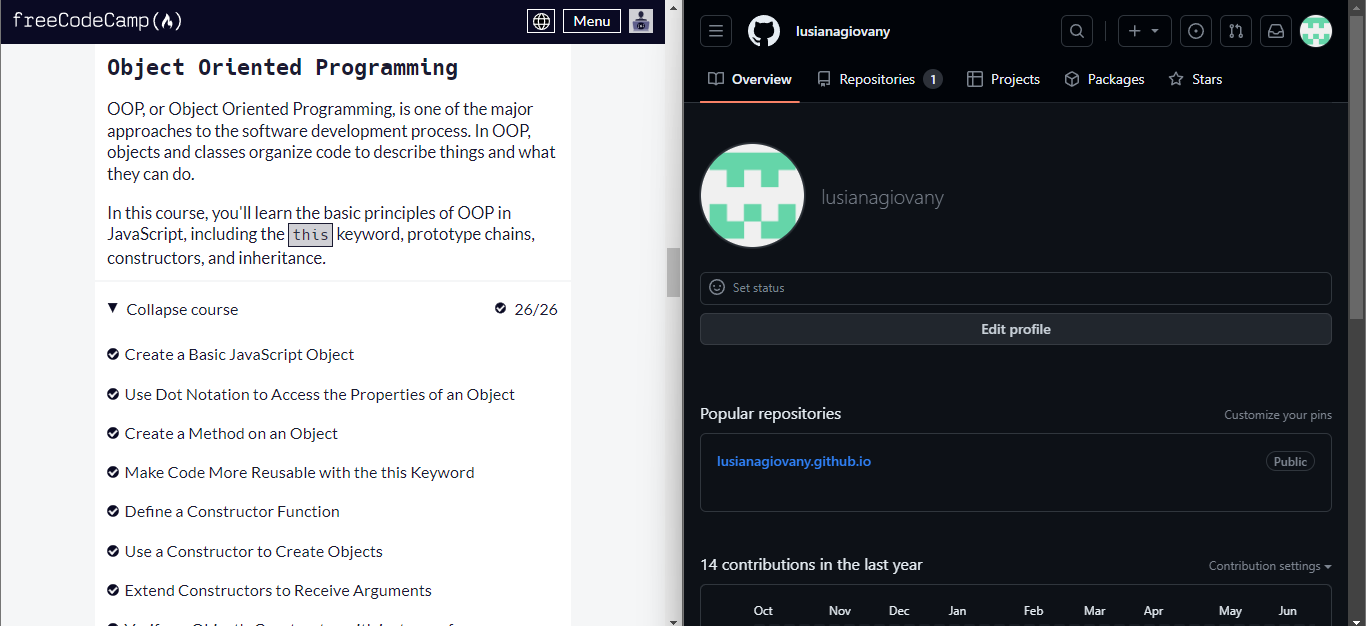 freeCodeCamp(🔥)
Menu
Object Oriented Programming
OOP, or Object Oriented Programming, is one of the major
approaches to the software development process. In OOP,
objects and classes organize code to describe things and what
they can do.
In this course, you'll learn the basic principles of OOP in
JavaScript, including the this keyword, prototype chains,
constructors, and inheritance.
Collapse course 26/26
Create a Basic JavaScript Object
Use Dot Notation to Access the Properties of an Object
Create a Method on an Object
Make Code More Reusable with the this Keyword
Define a Constructor Function
Use a Constructor to Create Objects
Extend Constructors to Receive Arguments
lusianagiovany
Overview Repositories 1 Projects Packages Stars
lusianagiovany
Set status
Edit profile
Popular repositories Customize your pins
lusianagiovany.github.io Public
14 contributions in the last year Contribution settings
Oct Nov Dec Jan Feb Mar Apr May Jun